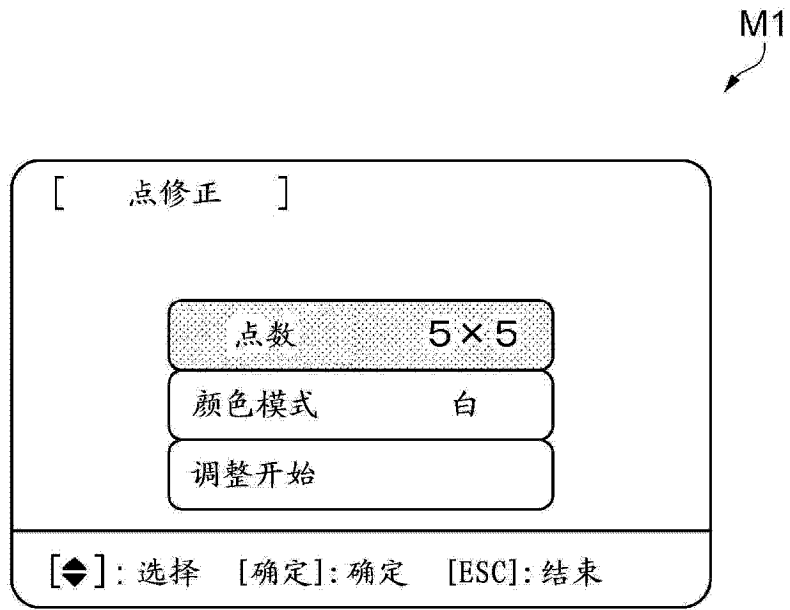 M1
[ 点修正 ]
点数 5×5
颜色模式 白
调整开始
[◆]: 选择 [确定]: 确定 [ESC]: 结束